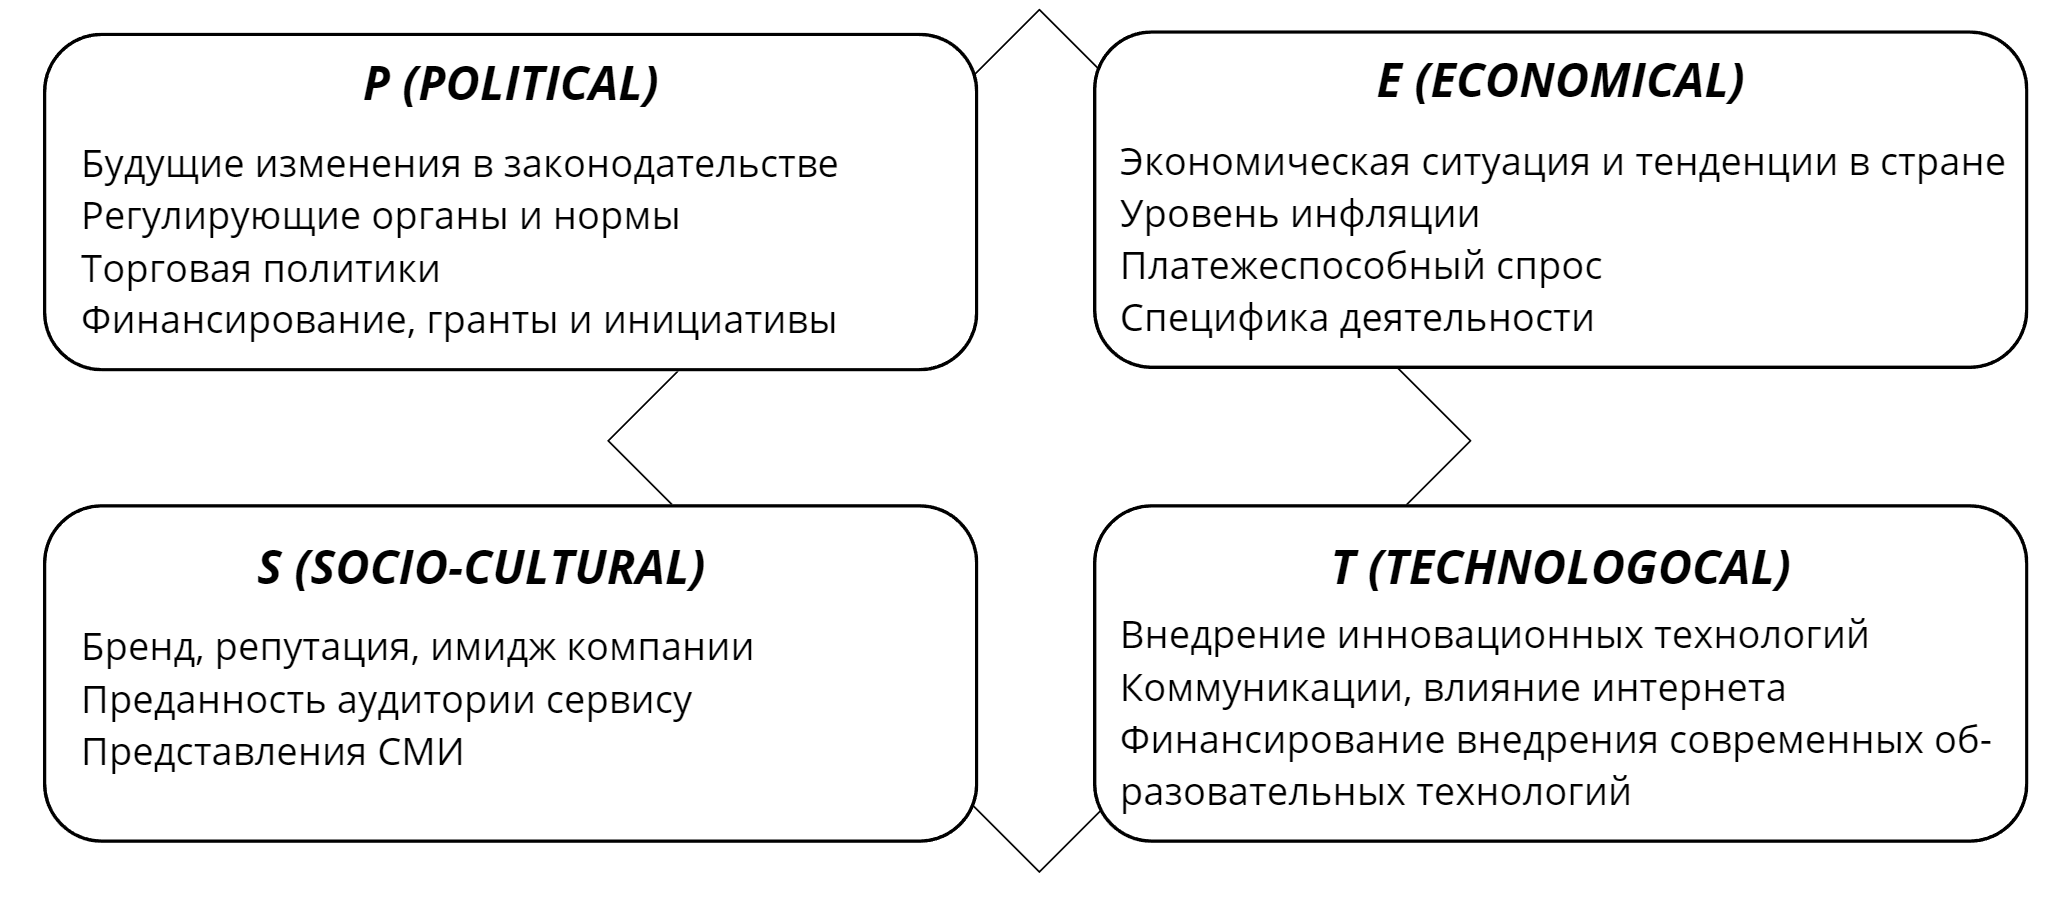 P (POLITICAL)
Будущие изменения в законодательстве
Регулирующие органы и нормы
Торговая политики
Финансирование, гранты и инициативы
E (ECONOMICAL)
Экономическая ситуация и тенденции в стране
Уровень инфляции
Платежеспособный спрос
Специфика деятельности
S (SOCIO-CULTURAL)
Бренд, репутация, имидж компании
Преданность аудитории сервису
Представления СМИ
T (TECHNOLOGOCAL)
Внедрение инновационных технологий
Коммуникации, влияние интернета
Финансирование внедрения современных об-
разовательных технологий